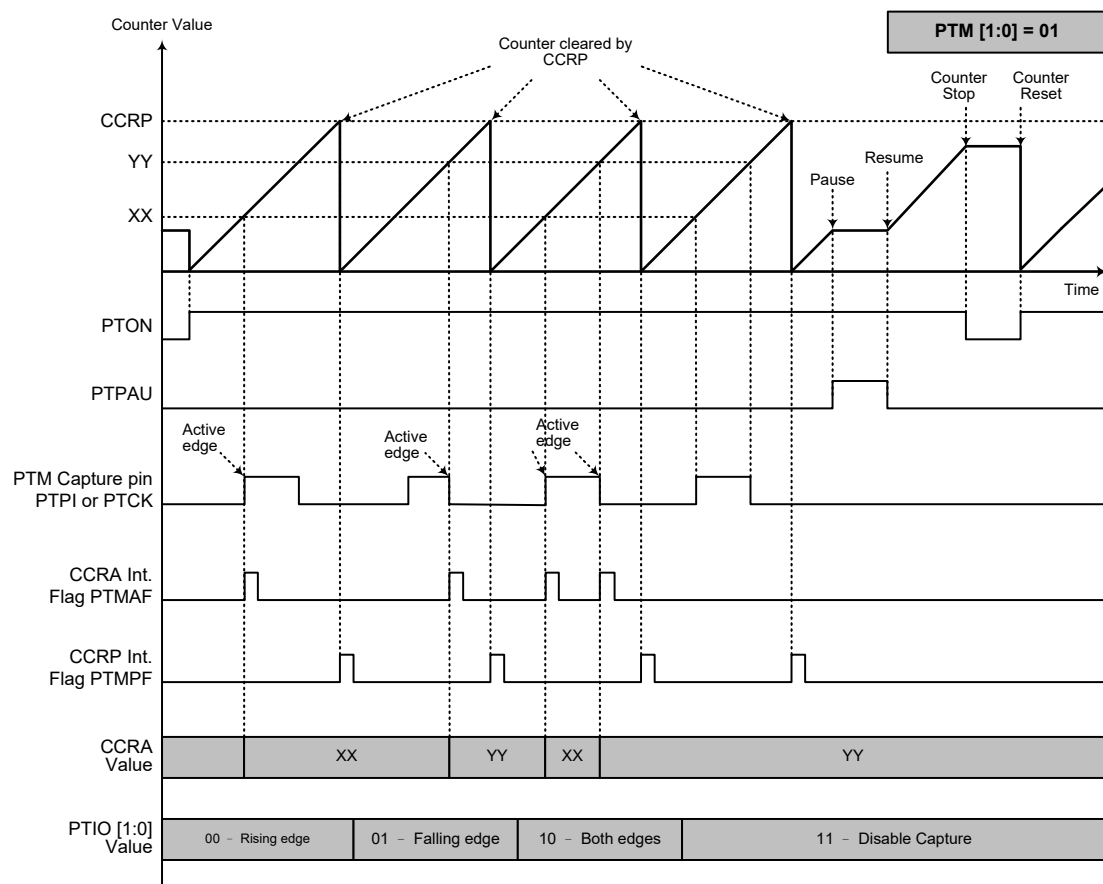 Counter Value
PTM [1:0] = 01
Counter cleared by
CCRP
Counter
Stop
Counter
Reset
CCRP
YY
Resume
Pause
XX
Time
PTON
PTPAU
Active
edge
Active
edge
Active
edge
PTM Capture pin
PTPI or PTCK
CCRA Int.
Flag PTMAF
CCRP Int.
Flag PTMPF
CCRA
Value
XX
YY
XX
YY
PTIO [1:0]
Value
00 - Rising edge
01 - Falling edge
10 - Both edges
11 - Disable Capture